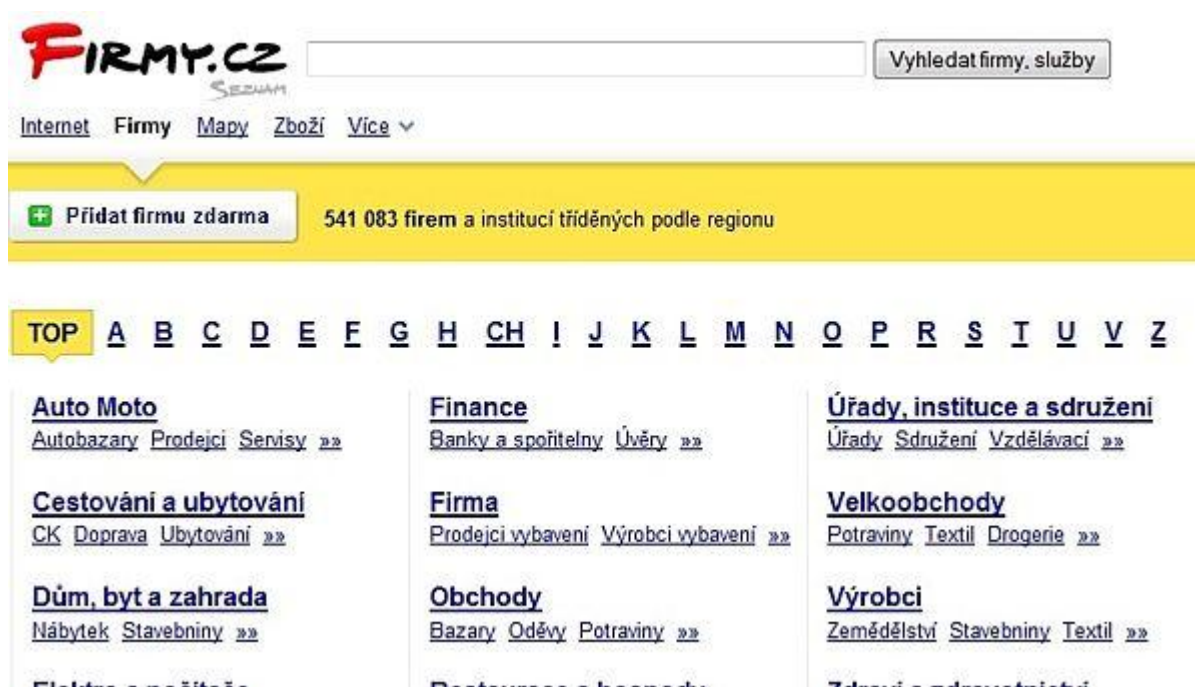 FIRMY.CZ
SEZNAM
Vyhledat firmy, služby
Internet Firmy Mapy Zboží Více
Přidat firmu zdarma
541 083 firem a institucí tříděných podle regionu
TOP A B C D E F G H CH I J K L M N O P R S T U V Z
Auto Moto
Autobazary Prodejci Servisy »»
Cestování a ubytování
CK Doprava Ubytování »»
Dům, byt a zahrada
Nábytek Stavebniny »»
Finance
Banky a spořitelny Úvěry »»
Firma
Prodejci vybavení Výrobci vybavení »»
Obchody
Bazary Oděvy Potraviny »»
Úřady, instituce a sdružení
Úřady Sdružení Vzdělávací »»
Velkoobchody
Potraviny Textil Drogerie »»
Výrobci
Zemědělství Stavebniny Textil »»